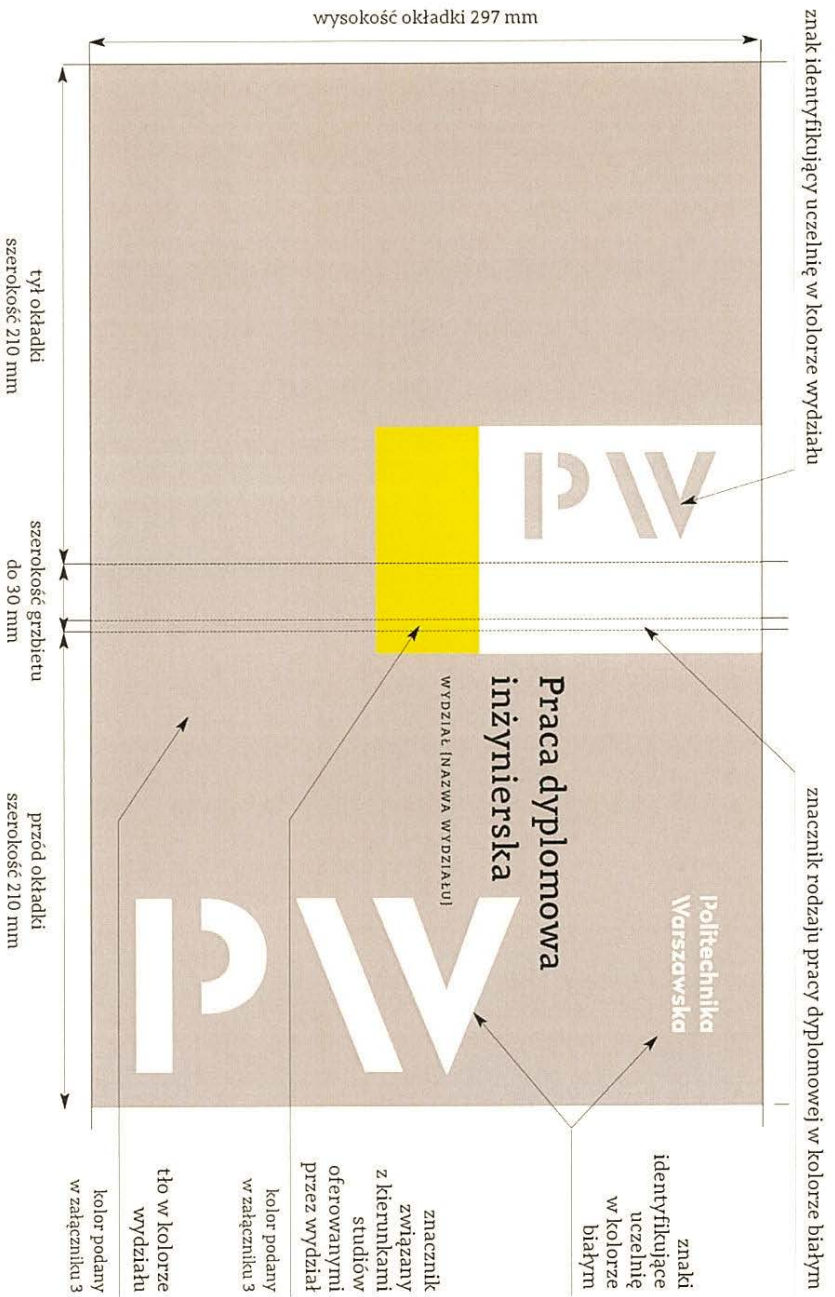 wysokość okładki 297 mm
znak identyfikujący uczelnię w kolorze wydziału
znacznik rodzaju pracy dyplomowej w kolorze białym
PW
Politechnika
Warszawska
Praca dyplomowa
inżynierska
WYDZIAŁ [NAZWA WYDZIAŁU]
PW
znaki
identyfikujące
uczelnię
w kolorze
białym
znacznik
związany
z kierunkami
studiów
oferowanymi
przez wydział
kolor podany
w załączniku 3
tło w kolorze
wydziału
kolor podany
w załączniku 3
tył okładki
szerokość 210 mm
szerokość grzbietu
do 30 mm
przód okładki
szerokość 210 mm